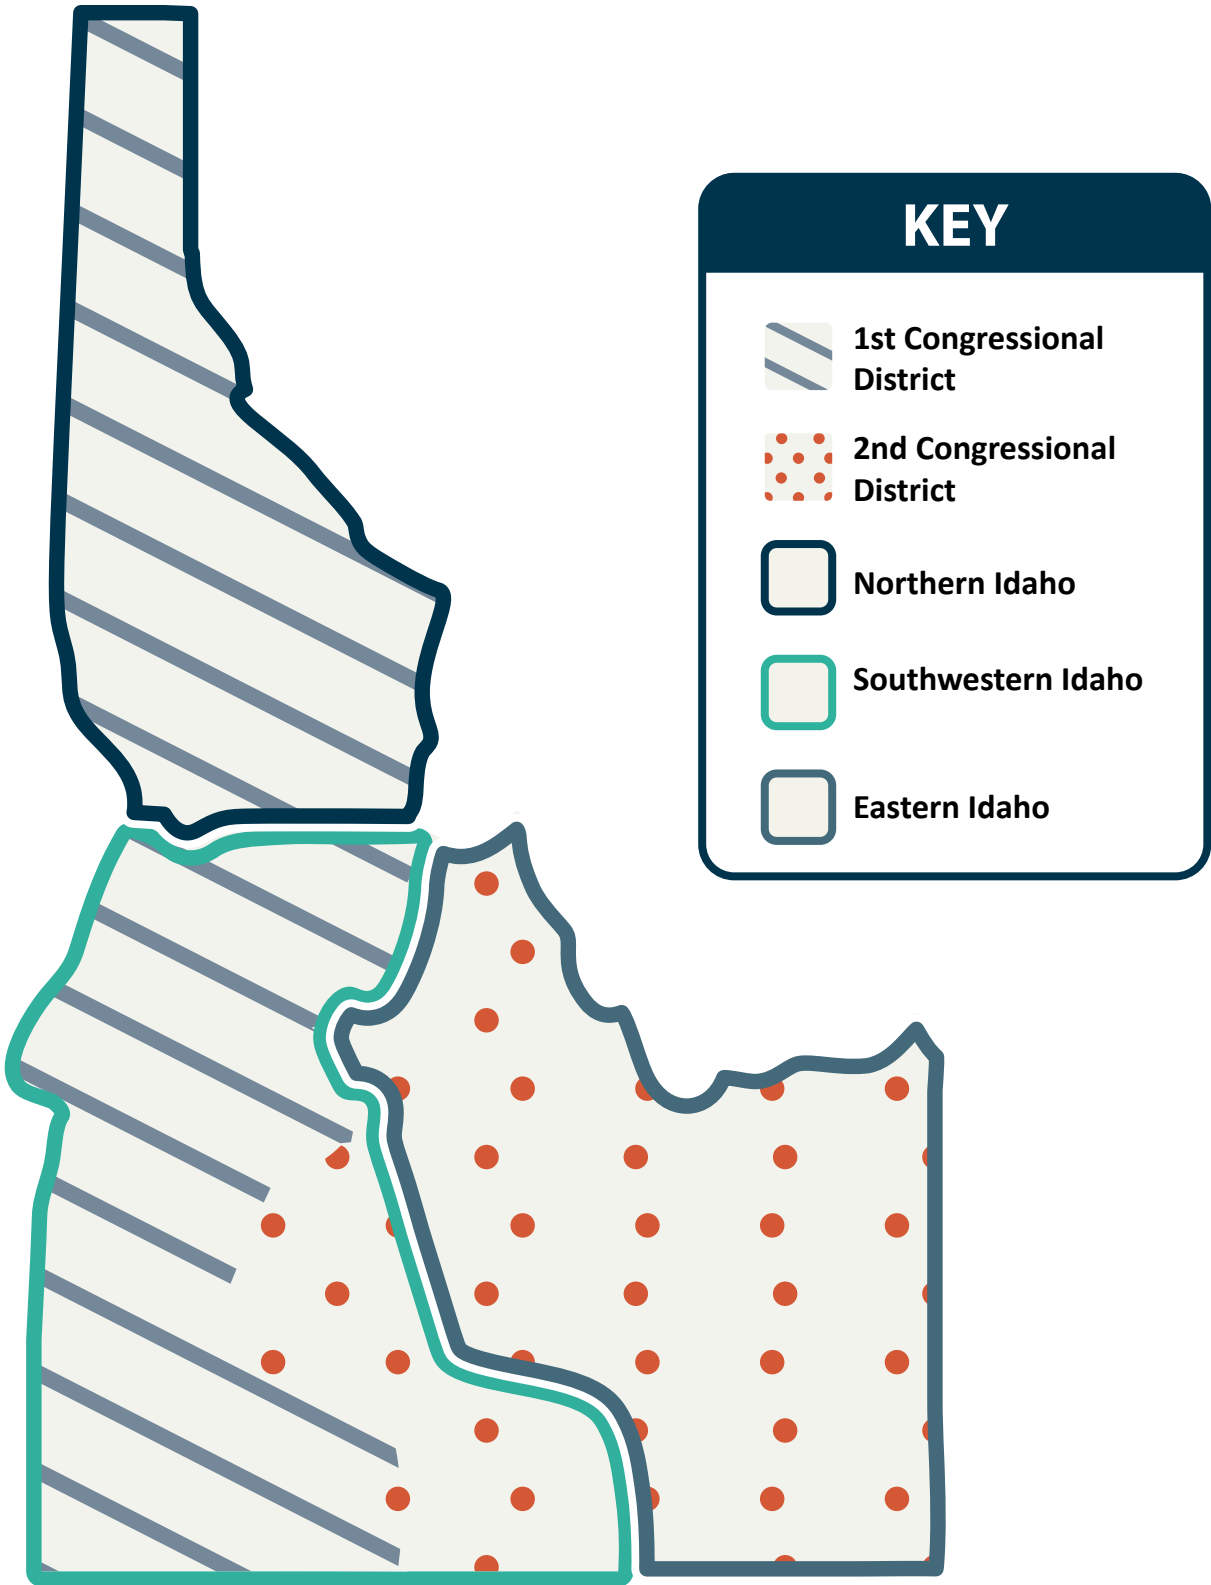 KEY
1st Congressional
District
2nd Congressional
District
Northern Idaho
Southwestern Idaho
Eastern Idaho